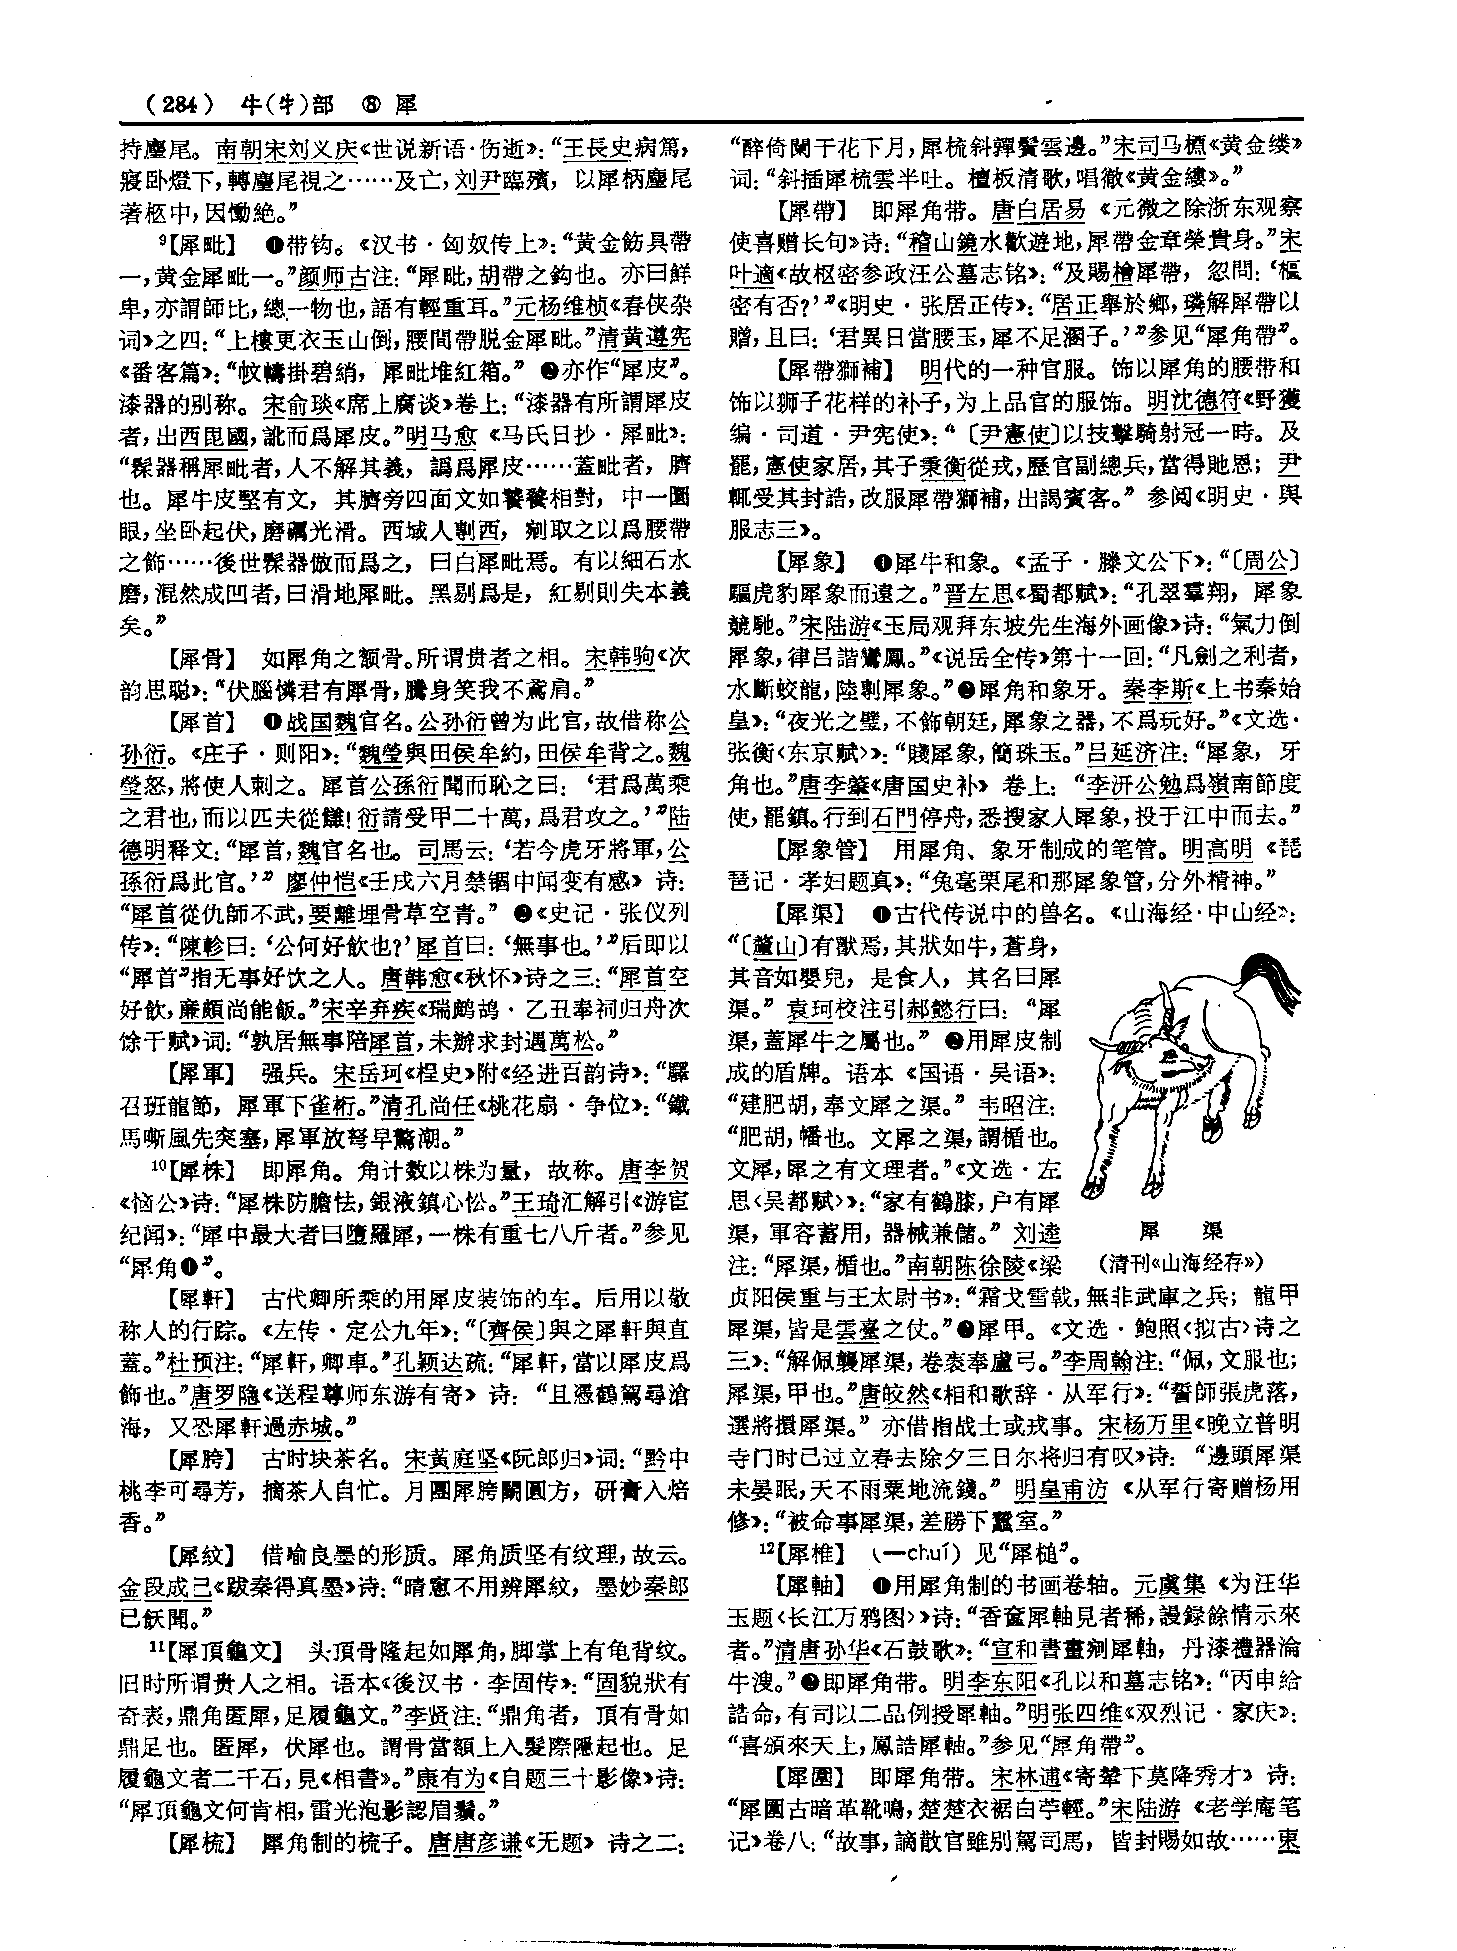 (284) 牛(牜)部 ⑧ 犀
持麈尾。南朝宋刘义庆《世说新语·伤逝》：“王長史病篤，
寢卧燈下，轉麈尾視之……及亡，刘尹臨殯，以犀柄麈尾
著柩中，因慟絶。”
⁹【犀毗】 ❶带钩。《汉书·匈奴传上》：“黄金飭具帶
一，黄金犀毗一。”颜师古注：“犀毗，胡帶之鈎也。亦曰鮮
卑，亦謂師比，總一物也，語有輕重耳。”元杨维桢《春侠杂
词》之四：“上樓更衣玉山倒，腰間帶脱金犀毗。”清黄遵宪
《番客篇》：“蚊幬掛碧綃，犀毗堆紅箱。” ❷亦作“犀皮”。
漆器的别称。宋俞琰《席上腐谈》卷上：“漆器有所謂犀皮
者，出西毘國，訛而爲犀皮。”明马愈《马氏日抄·犀毗》：
“髹器稱犀毗者，人不解其義，譌爲犀皮……蓋毗者，臍
也。犀牛皮堅有文，其臍旁四面文如饕餮相對，中一圜
眼，坐卧起伏，磨礪光滑。西域人剸西，剜取之以爲腰帶
之飾……後世髹器倣而爲之，曰白犀毗焉。有以細石水
磨，混然成凹者，曰滑地犀毗。黑剔爲是，紅剔則失本義
矣。”
【犀骨】 如犀角之额骨。所谓贵者之相。宋韩驹《次
韵思聪》：“伏腦憐君有犀骨，騰身笑我不鳶肩。”
【犀首】 ❶战国魏官名。公孙衍曾为此官，故借称公
孙衍。《庄子·则阳》：“魏瑩與田侯牟約，田侯牟背之。魏
瑩怒，將使人刺之。犀首公孫衍聞而恥之曰：‘君爲萬乘
之君也，而以匹夫從讎！衍請受甲二十萬，爲君攻之。’”陆
德明释文：“犀首，魏官名也。司馬云：‘若今虎牙將軍，公
孫衍爲此官。’” 廖仲恺《壬戌六月禁锢中闻变有感》诗：
“犀首從仇師不武，要離埋骨草空青。” ❷《史记·张仪列
传》：“陳軫曰：‘公何好飲也？’犀首曰：‘無事也。’”后即以
“犀首”指无事好饮之人。唐韩愈《秋怀》诗之三：“犀首空
好飲，廉頗尚能飯。”宋辛弃疾《瑞鹧鸪·乙丑奉祠归舟次
馀干赋》词：“孰居無事陪犀首，未辦求封遇萬松。”
【犀軍】 强兵。宋岳珂《桯史》附《经进百韵诗》：“驛
召班龍節，犀軍下雀桁。”清孔尚任《桃花扇·争位》：“鐵
馬嘶風先突塞，犀軍放弩早驚潮。”
¹⁰【犀株】 即犀角。角计数以株为量，故称。唐李贺
《恼公》诗：“犀株防膽怯，銀液鎮心忪。”王琦汇解引《游宦
纪闻》：“犀中最大者曰墮羅犀，一株有重七八斤者。”参见
“犀角❶”。
【犀軒】 古代卿所乘的用犀皮装饰的车。后用以敬
称人的行踪。《左传·定公九年》：“〔齊侯〕與之犀軒與直
蓋。”杜预注：“犀軒，卿車。”孔颖达疏：“犀軒，當以犀皮爲
飾也。”唐罗隐《送程尊师东游有寄》诗：“且憑鶴駕尋滄
海，又恐犀軒過赤城。”
【犀胯】 古时块茶名。宋黄庭坚《阮郎归》词：“黔中
桃李可尋芳，摘茶人自忙。月團犀胯鬭圓方，研膏入焙
香。”
【犀紋】 借喻良墨的形质。犀角质坚有纹理，故云。
金段成己《跋秦得真墨》诗：“晴窻不用辨犀紋，墨妙秦郎
已飫聞。”
¹¹【犀頂龜文】 头頂骨隆起如犀角，脚掌上有龟背纹。
旧时所谓贵人之相。语本《後汉书·李固传》：“固貌狀有
奇表，鼎角匿犀，足履龜文。”李贤注：“鼎角者，頂有骨如
鼎足也。匿犀，伏犀也。謂骨當額上入髮際隱起也。足
履龜文者二千石，見《相書》。”康有为《自题三十影像》诗：
“犀頂龜文何肯相，雷光泡影認眉鬚。”
【犀梳】 犀角制的梳子。唐唐彦谦《无题》诗之二：
“醉倚闌干花下月，犀梳斜嚲鬢雲邊。”宋司马槱《黄金缕》
词：“斜插犀梳雲半吐。檀板清歌，唱徹《黄金縷》。”
【犀帶】 即犀角带。唐白居易《元微之除浙东观察
使喜赠长句》诗：“稽山鏡水歡遊地，犀帶金章榮貴身。”宋
叶適《故枢密参政汪公墓志铭》：“及賜檜犀帶，忽問：‘樞
密有否？’”《明史·张居正传》：“居正舉於鄉，璘解犀帶以
贈，且曰：‘君異日當腰玉，犀不足溷子。’”参见“犀角帶”。
【犀帶獅補】 明代的一种官服。饰以犀角的腰带和
饰以狮子花样的补子，为上品官的服饰。明沈德符《野獲
编·司道·尹宪使》：“〔尹憲使〕以技擊騎射冠一時。及
罷，憲使家居，其子秉衡從戎，歷官副總兵，當得貤恩；尹
輒受其封誥，改服犀帶獅補，出謁賓客。”参阅《明史·舆
服志三》。
【犀象】 ❶犀牛和象。《孟子·滕文公下》：“〔周公〕
驅虎豹犀象而遠之。”晋左思《蜀都赋》：“孔翠羣翔，犀象
競馳。”宋陆游《玉局观拜东坡先生海外画像》诗：“氣力倒
犀象，律吕諧鸞鳳。”《说岳全传》第十一回：“凡劍之利者，
水斷蛟龍，陸剸犀象。”❷犀角和象牙。秦李斯《上书秦始
皇》：“夜光之璧，不飾朝廷，犀象之器，不爲玩好。”《文选·
张衡〈东京赋〉》：“賤犀象，簡珠玉。”吕延济注：“犀象，牙
角也。”唐李肇《唐国史补》卷上：“李汧公勉爲嶺南節度
使，罷鎮。行到石門停舟，悉搜家人犀象，投于江中而去。”
【犀象管】 用犀角、象牙制成的笔管。明高明《琵
琶记·孝妇题真》：“兔毫栗尾和那犀象管，分外精神。”
【犀渠】 ❶古代传说中的兽名。《山海经·中山经》：
“〔釐山〕有獸焉，其狀如牛，蒼身，
其音如嬰兒，是食人，其名曰犀
渠。”袁珂校注引郝懿行曰：“犀
渠，蓋犀牛之屬也。” ❷用犀皮制
成的盾牌。语本《国语·吴语》：
“建肥胡，奉文犀之渠。”韦昭注：
“肥胡，幡也。文犀之渠，謂楯也。
文犀，犀之有文理者。”《文选·左
思〈吴都赋〉》：“家有鶴膝，户有犀
渠，軍容蓄用，器械兼儲。”刘逵
注：“犀渠，楯也。”南朝陈徐陵《梁
犀 渠
（清刊《山海经存》）
贞阳侯重与王太尉书》：“霜戈雪戟，無非武庫之兵；龍甲
犀渠，皆是雲臺之仗。”❸犀甲。《文选·鲍照〈拟古〉诗之
三》：“解佩襲犀渠，卷袠奉盧弓。”李周翰注：“佩，文服也；
犀渠，甲也。”唐皎然《相和歌辞·从军行》：“誓師張虎落，
選將擐犀渠。”亦借指战士或戎事。宋杨万里《晚立普明
寺门时已过立春去除夕三日尔将归有叹》诗：“邊頭犀渠
未晏眠，天不雨粟地流錢。”明皇甫汸《从军行寄赠杨用
修》：“被命事犀渠，差勝下蠶室。”
¹²【犀椎】 （—chuí）见“犀槌”。
【犀軸】 ❶用犀角制的书画卷轴。元虞集《为汪华
玉题〈长江万鸦图〉》诗：“香奩犀軸見者稀，謾録餘情示來
者。”清唐孙华《石鼓歌》：“宣和書畫剜犀軸，丹漆禮器淪
牛溲。”❷即犀角带。明李东阳《孔以和墓志铭》：“丙申給
誥命，有司以二品例授犀軸。”明张四维《双烈记·家庆》：
“喜頒來天上，鳳誥犀軸。”参见“犀角帶”。
【犀圍】 即犀角带。宋林逋《寄辇下莫降秀才》诗：
“犀圍古暗革靴鳴，楚楚衣裾白苧輕。”宋陆游《老学庵笔
记》卷八：“故事，謫散官雖别駕司馬，皆封賜如故……東